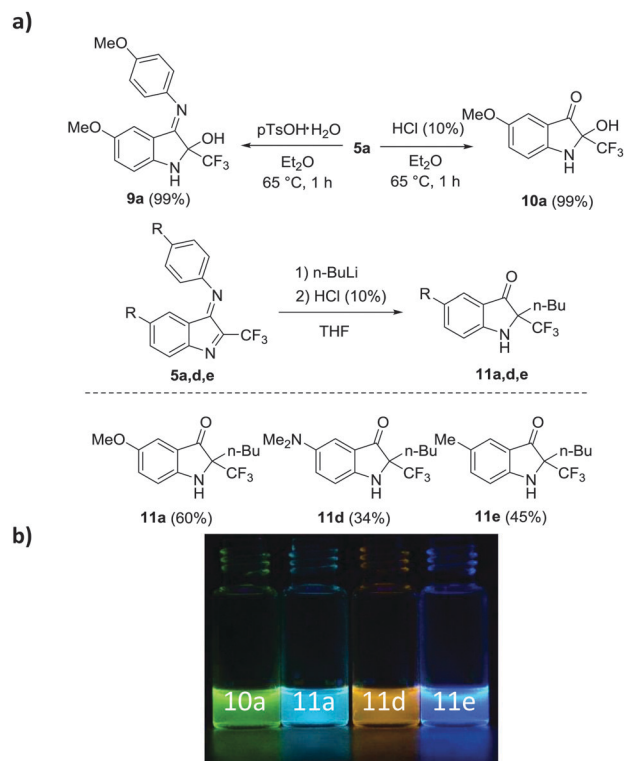 a)
MeO
N
MeO
OH
CF3
N
H
9a (99%)
pTsOH•H2O
Et2O
65 °C, 1 h
5a
HCl (10%)
Et2O
65 °C, 1 h
O
MeO
OH
CF3
N
H
10a (99%)
R
N
R
CF3
N
5a,d,e
1) n-BuLi
2) HCl (10%)
THF
O
R
n-Bu
CF3
N
H
11a,d,e
O
MeO
n-Bu
CF3
N
H
11a (60%)
O
Me2N
n-Bu
CF3
N
H
11d (34%)
O
Me
n-Bu
CF3
N
H
11e (45%)
b)
10a 11a 11d 11e